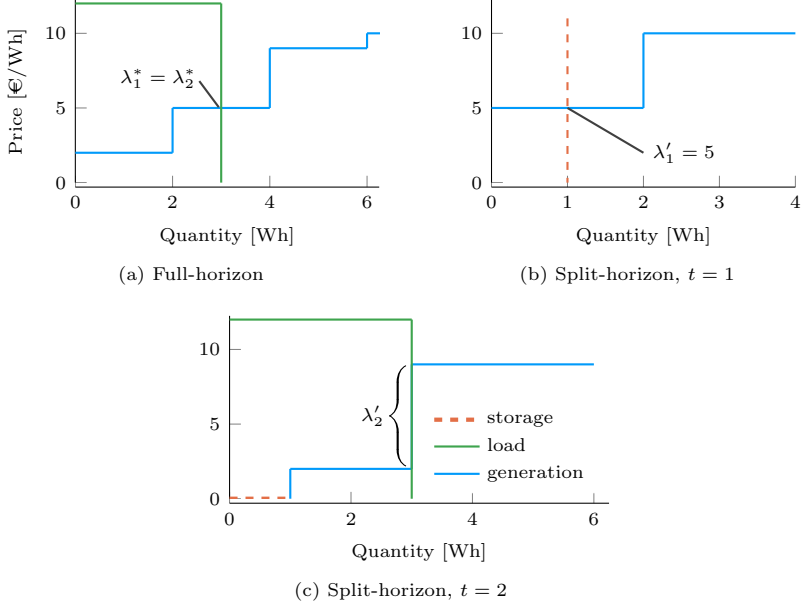 Price [€/Wh]
10
5
0
λ₁* = λ₂*
0 2 4 6
Quantity [Wh]
(a) Full-horizon
10
5
0
λ′₁ = 5
0 1 2 3 4
Quantity [Wh]
(b) Split-horizon, t = 1
10
5
0
λ′₂
storage
load
generation
0 2 4 6
Quantity [Wh]
(c) Split-horizon, t = 2